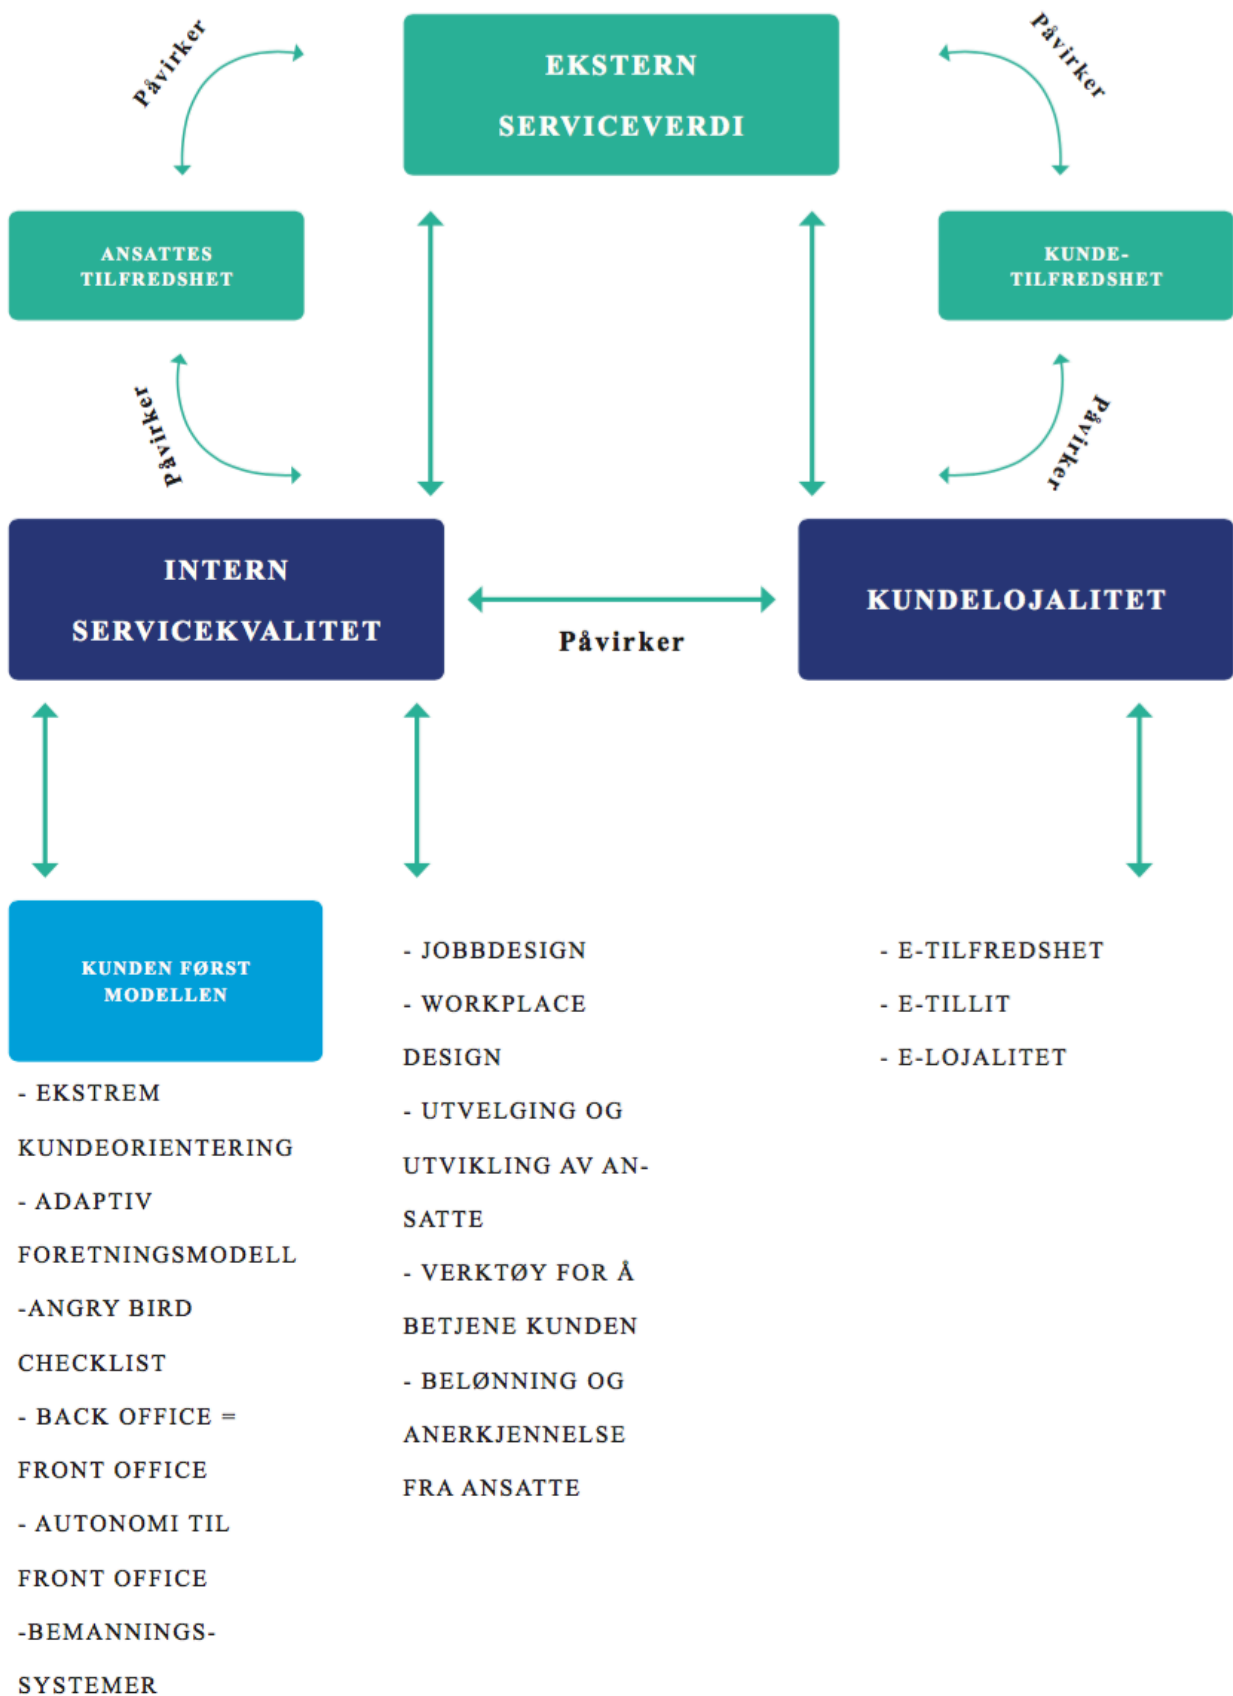 Påvirker
EKSTERN
SERVICEVERDI
Påvirker
ANSATTES
TILFREDSHET
KUNDE-
TILFREDSHET
Påvirker
Påvirker
INTERN
SERVICEKVALITET
Påvirker
KUNDELOJALITET
KUNDEN FØRST
MODELLEN
- EKSTREM
KUNDEORIENTERING
- ADAPTIV
FORETNINGSMODELL
-ANGRY BIRD
CHECKLIST
- BACK OFFICE =
FRONT OFFICE
- AUTONOMI TIL
FRONT OFFICE
-BEMANNINGS-
SYSTEMER
- JOBBDESIGN
- WORKPLACE
DESIGN
- UTVELGING OG
UTVIKLING AV AN-
SATTE
- VERKTØY FOR Å
BETJENE KUNDEN
- BELØNNING OG
ANERKJENNELSE
FRA ANSATTE
- E-TILFREDSHET
- E-TILLIT
- E-LOJALITET